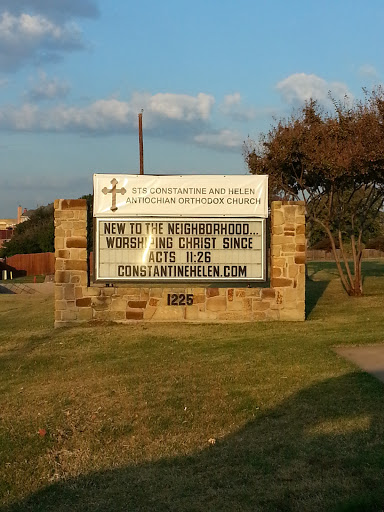 STS CONSTANTINE AND HELEN
ANTIOCHIAN ORTHODOX CHURCH
NEW TO THE NEIGHBORHOOD...
WORSHIPING CHRIST SINCE
ACTS 11:26
CONSTANTINEHELEN.COM
1225